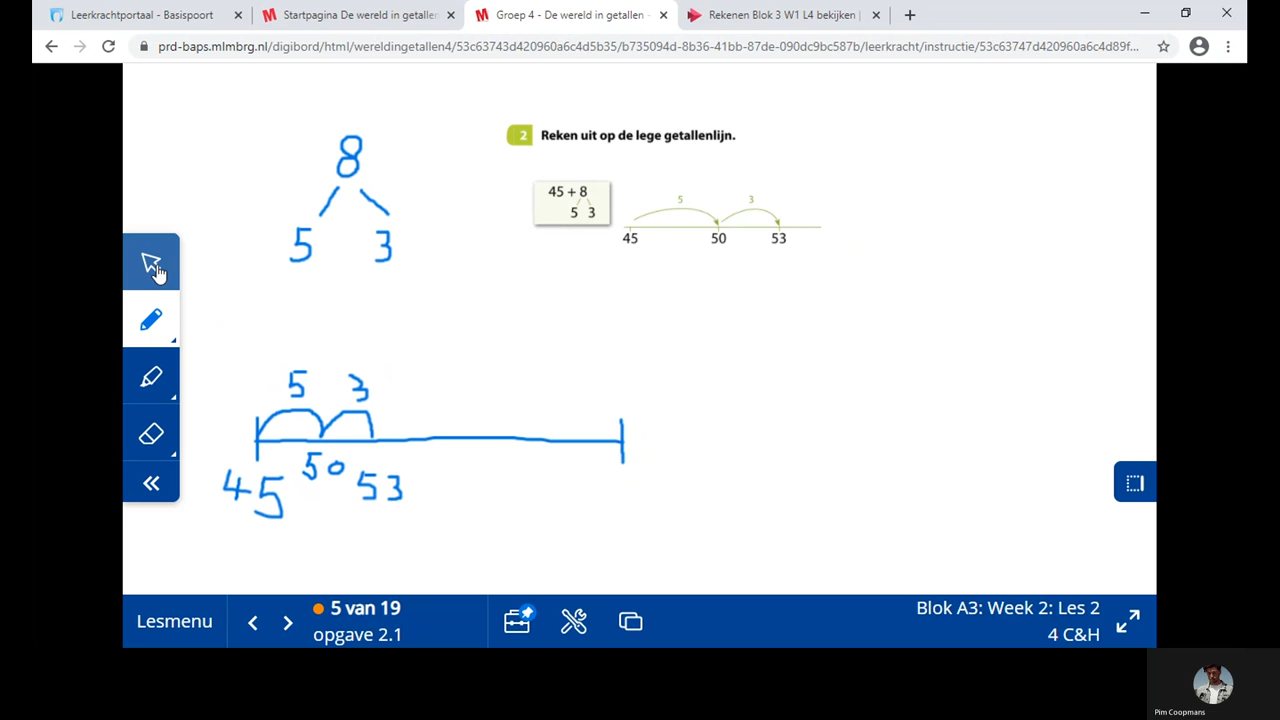 Leerkrachtportaal - Basispoort
Startpagina De wereld in getallen
Groep 4 - De wereld in getallen -
Rekenen Blok 3 W1 L4 bekijken |
prd-baps.mlmbrg.nl/digibord/html/wereldingetallen4/53c63743d420960a6c4d5b35/b735094d-8b36-41bb-87de-090dc9bc587b/leerkracht/instructie/53c63747d420960a6c4d89f...
8
5 3
2 Reken uit op de lege getallenlijn.
45 + 8
5 3
5 3
45 50 53
5 3
45 50 53
Lesmenu
5 van 19
opgave 2.1
Blok A3: Week 2: Les 2
4 C&H
Pim Coopmans